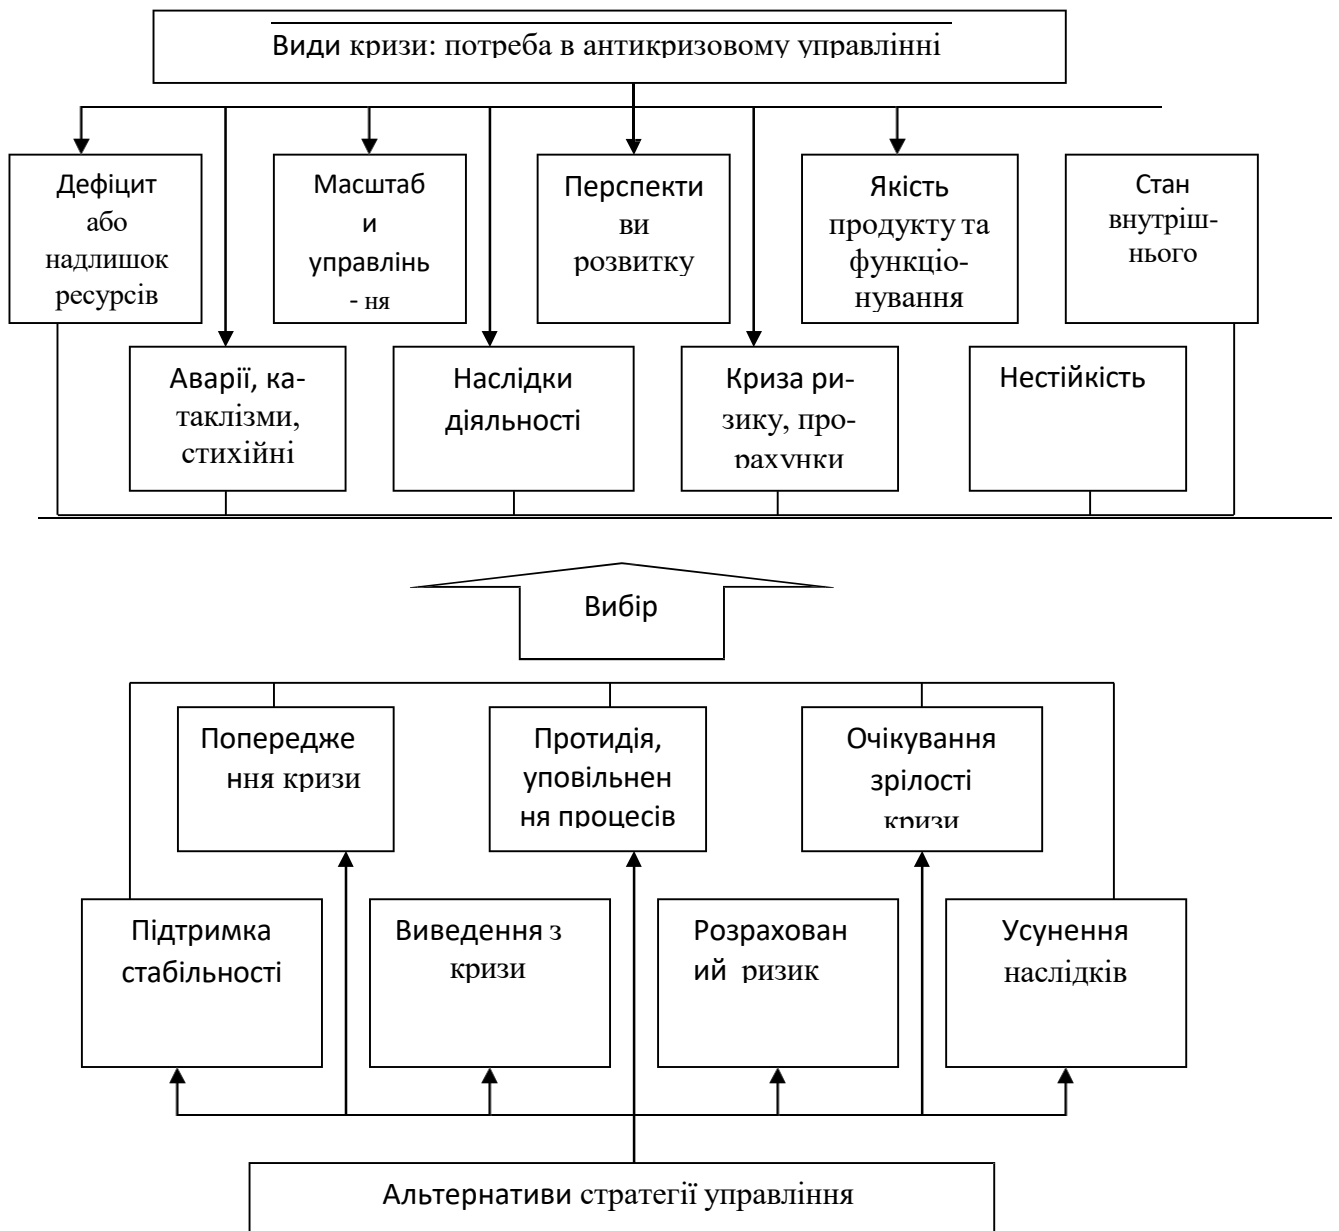 Види кризи: потреба в антикризовому управлінні
Дефіцит
або
надлишок
ресурсів
Масштаб
и
управлінь
- ня
Перспекти
ви
розвитку
Якість
продукту та
функціо-
нування
Стан
внутріш-
нього
Аварії, ка-
таклізми,
стихійні
Наслідки
діяльності
Криза ри-
зику, про-
рахунки
Нестійкість
Вибір
Попередже
ння кризи
Протидія,
уповільнен
ня процесів
Очікування
зрілості
кризи
Підтримка
стабільності
Виведення з
кризи
Розрахован
ий ризик
Усунення
наслідків
Альтернативи стратегії управління